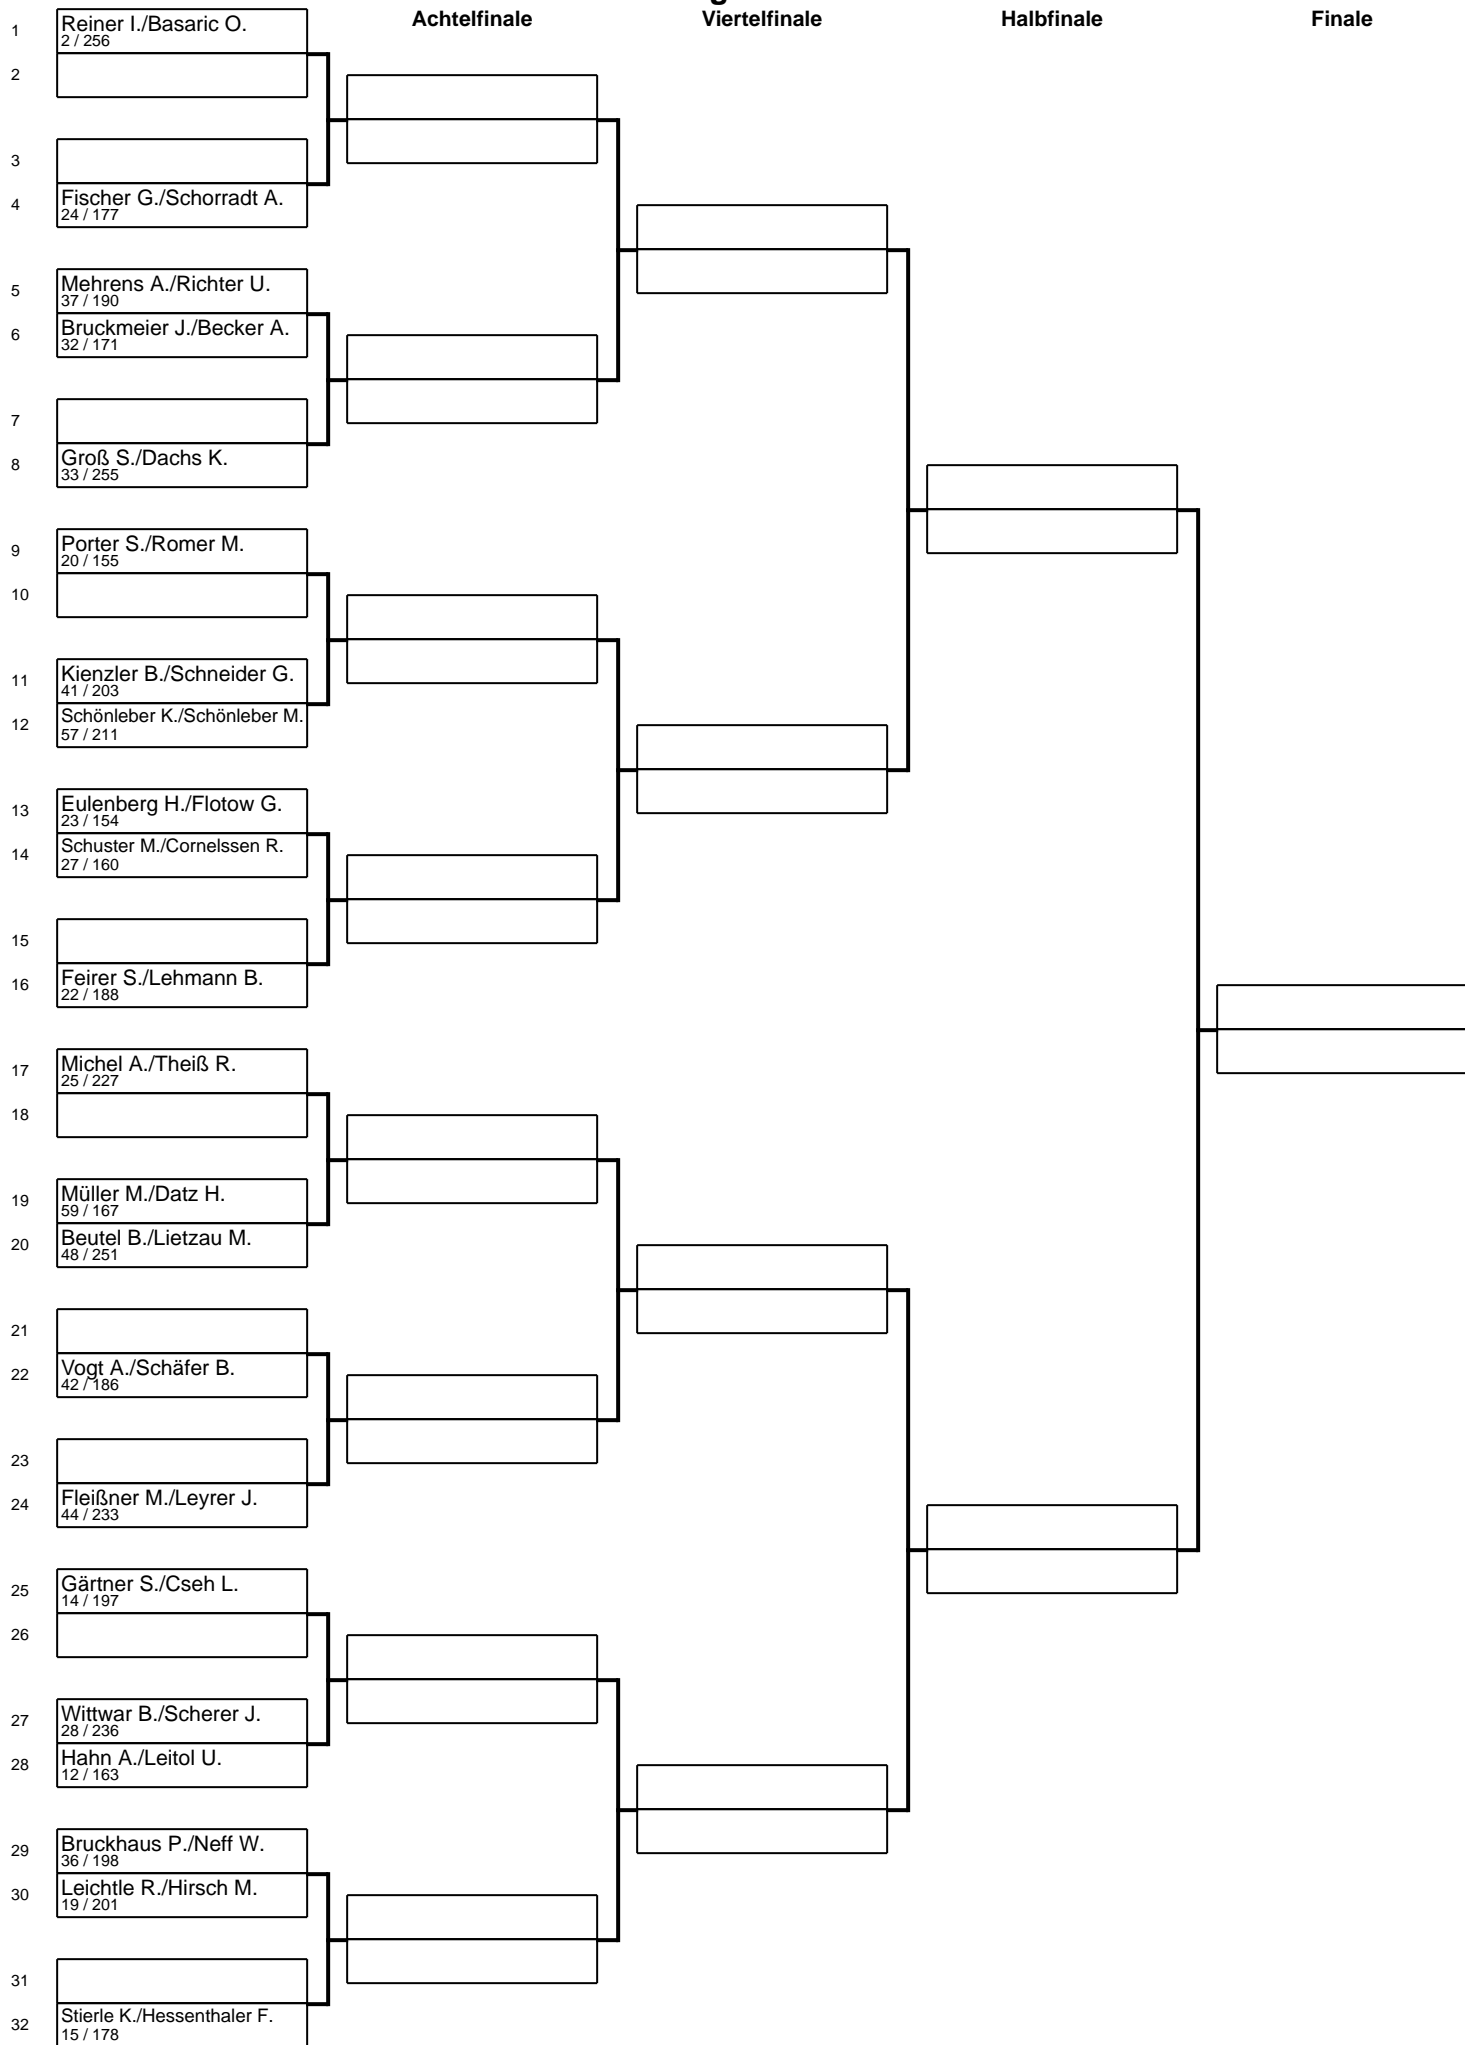 Achtelfinale Viertelfinale Halbfinale Finale
1 Reiner I./Basaric O.
2 / 256
2
3
4 Fischer G./Schorradt A.
24 / 177
5 Mehrens A./Richter U.
37 / 190
6 Bruckmeier J./Becker A.
32 / 171
7
8 Groß S./Dachs K.
33 / 255
9 Porter S./Romer M.
20 / 155
10
11 Kienzler B./Schneider G.
41 / 203
12 Schönleber K./Schönleber M.
57 / 211
13 Eulenberg H./Flotow G.
23 / 154
14 Schuster M./Cornelssen R.
27 / 160
15
16 Feirer S./Lehmann B.
22 / 188
17 Michel A./Theiß R.
25 / 227
18
19 Müller M./Datz H.
59 / 167
20 Beutel B./Lietzau M.
48 / 251
21
22 Vogt A./Schäfer B.
42 / 186
23
24 Fleißner M./Leyrer J.
44 / 233
25 Gärtner S./Cseh L.
14 / 197
26
27 Wittwar B./Scherer J.
28 / 236
28 Hahn A./Leitol U.
12 / 163
29 Bruckhaus P./Neff W.
36 / 198
30 Leichtle R./Hirsch M.
19 / 201
31
32 Stierle K./Hessenthaler F.
15 / 178